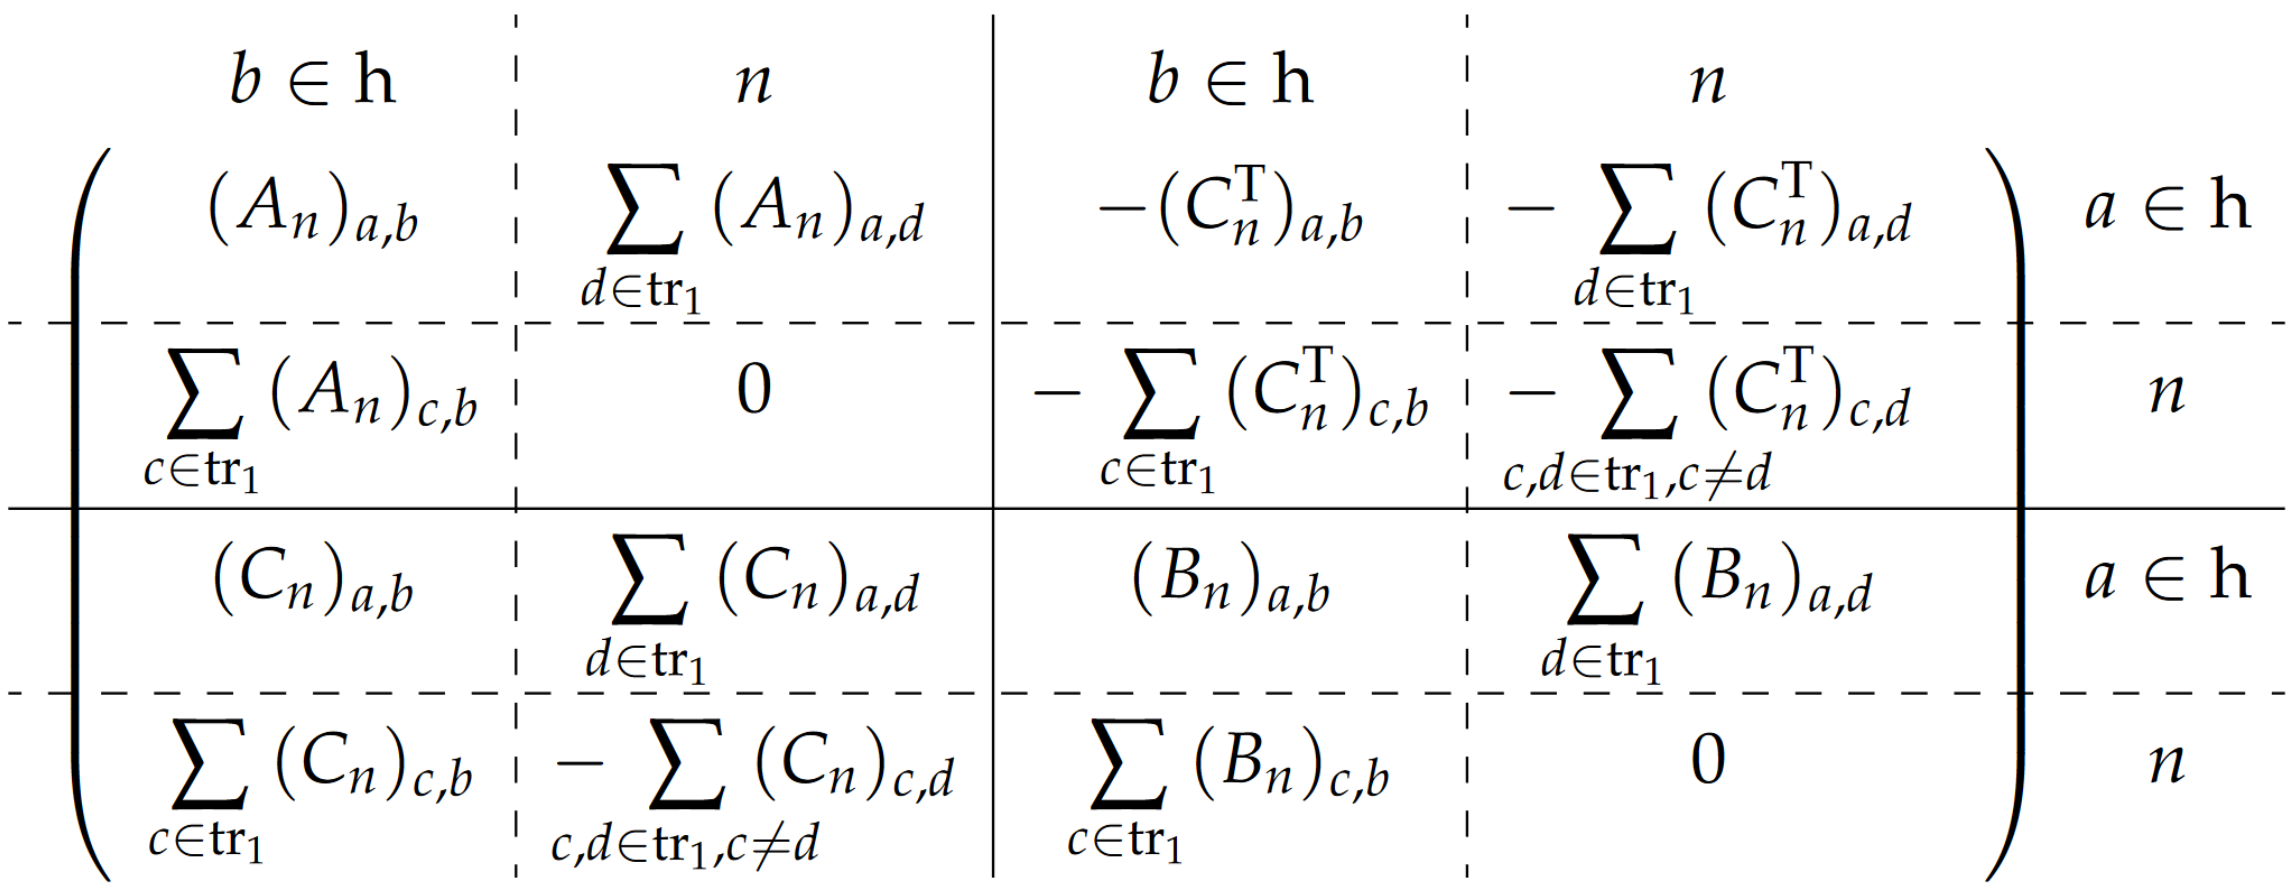 b ∈ h n b ∈ h n
(A_n)_{a,b} ∑_{d∈tr_1} (A_n)_{a,d} −(C_n^T)_{a,b} − ∑_{d∈tr_1} (C_n^T)_{a,d} a ∈ h
∑_{c∈tr_1} (A_n)_{c,b} 0 − ∑_{c∈tr_1} (C_n^T)_{c,b} − ∑_{c,d∈tr_1,c≠d} (C_n^T)_{c,d} n
(C_n)_{a,b} ∑_{d∈tr_1} (C_n)_{a,d} (B_n)_{a,b} ∑_{d∈tr_1} (B_n)_{a,d} a ∈ h
∑_{c∈tr_1} (C_n)_{c,b} − ∑_{c,d∈tr_1,c≠d} (C_n)_{c,d} ∑_{c∈tr_1} (B_n)_{c,b} 0 n